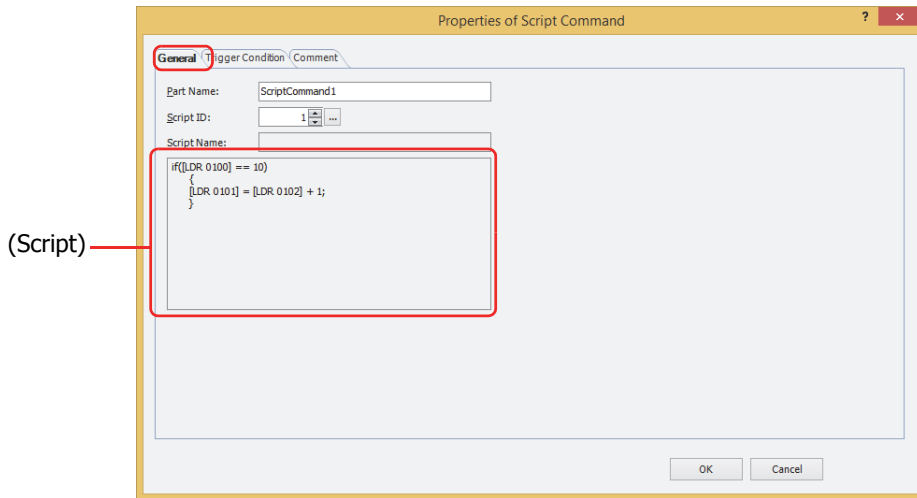 Properties of Script Command
? ×
General Trigger Condition Comment
Part Name: ScriptCommand1
Script ID: 1 ...
Script Name:
if([LDR 0100] == 10)
{
[LDR 0101] = [LDR 0102] + 1;
}
(Script)
OK Cancel